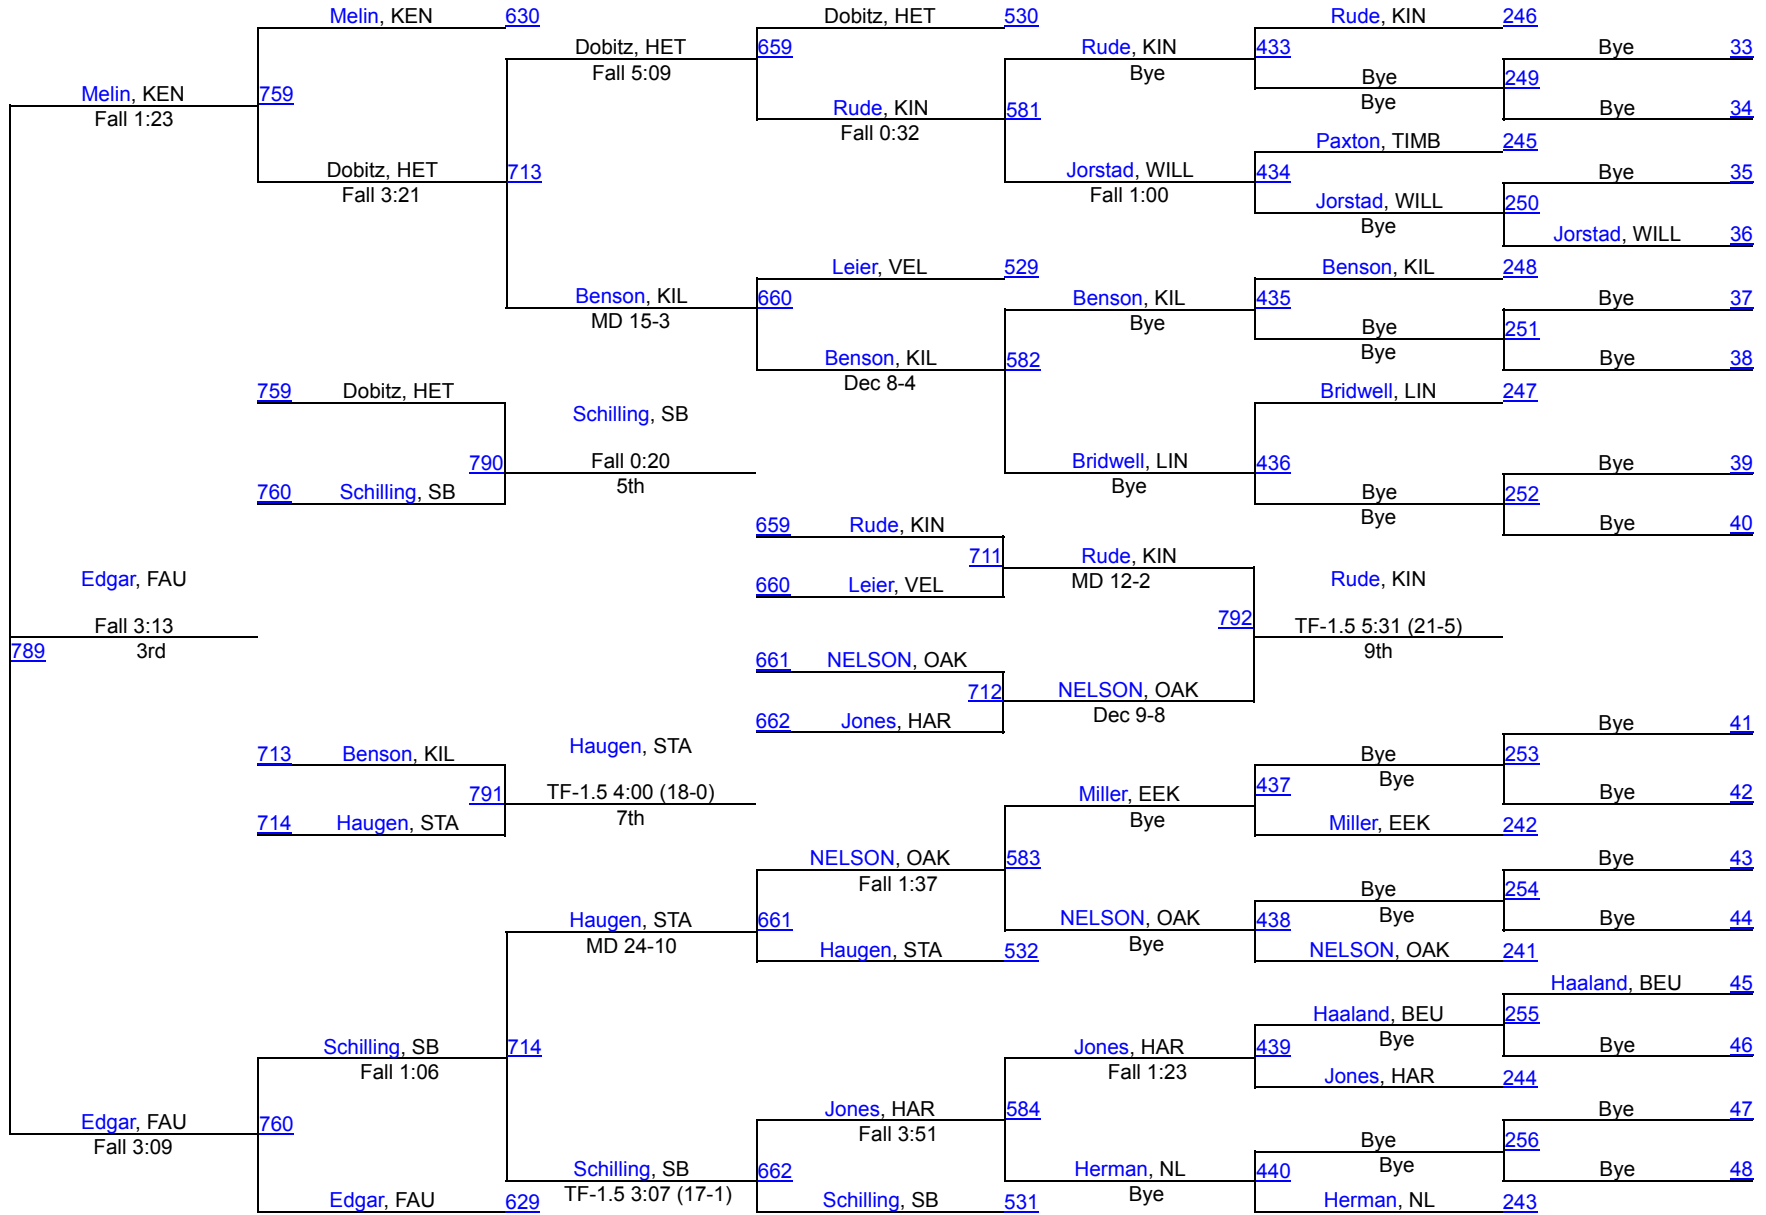 Melin, KEN 630 Dobitz, HET 530 Rude, KIN 246
Dobitz, HET 659 Rude, KIN 433 Bye 33
Fall 5:09 Bye Bye 249
Melin, KEN 759 Bye
Fall 1:23 Rude, KIN 581 Bye 34
Fall 0:32 Paxton, TIMB 245
Dobitz, HET 713 Jorstad, WILL 434 Bye 35
Fall 3:21 Fall 1:00 Jorstad, WILL 250
Bye Jorstad, WILL 36
Leier, VEL 529 Benson, KIL 248
Benson, KIL 660 Benson, KIL 435 Bye 37
MD 15-3 Bye Bye 251
Bye
Benson, KIL 582 Bye 38
Dec 8-4
759 Dobitz, HET Bridwell, LIN 247
Schilling, SB
790 Fall 0:20 Bridwell, LIN 436 Bye 39
5th Bye
760 Schilling, SB Bye 252
Bye
659 Rude, KIN Bye 40
711 Rude, KIN
MD 12-2
Edgar, FAU 660 Leier, VEL Rude, KIN
Fall 3:13 792 TF-1.5 5:31 (21-5)
789 3rd 9th
661 NELSON, OAK
712 NELSON, OAK
Dec 9-8
662 Jones, HAR Bye 41
713 Benson, KIL Haugen, STA Bye 253
Bye
791 TF-1.5 4:00 (18-0) Miller, EEK 437 Bye 42
7th Bye
714 Haugen, STA Miller, EEK 242
NELSON, OAK 583 Bye 43
Fall 1:37 Bye 254
Bye
Haugen, STA 661 NELSON, OAK 438 Bye 44
MD 24-10 Bye
Haugen, STA 532 NELSON, OAK 241
Haaland, BEU 45
Haaland, BEU 255
Bye
Schilling, SB 714 Jones, HAR 439 Bye 46
Fall 1:06 Fall 1:23
Jones, HAR 244
Edgar, FAU 760 Jones, HAR 584 Bye 47
Fall 3:09 Fall 3:51 Bye 256
Bye
Schilling, SB 662 Herman, NL 440 Bye 48
TF-1.5 3:07 (17-1) Bye
Edgar, FAU 629 Schilling, SB 531 Herman, NL 243